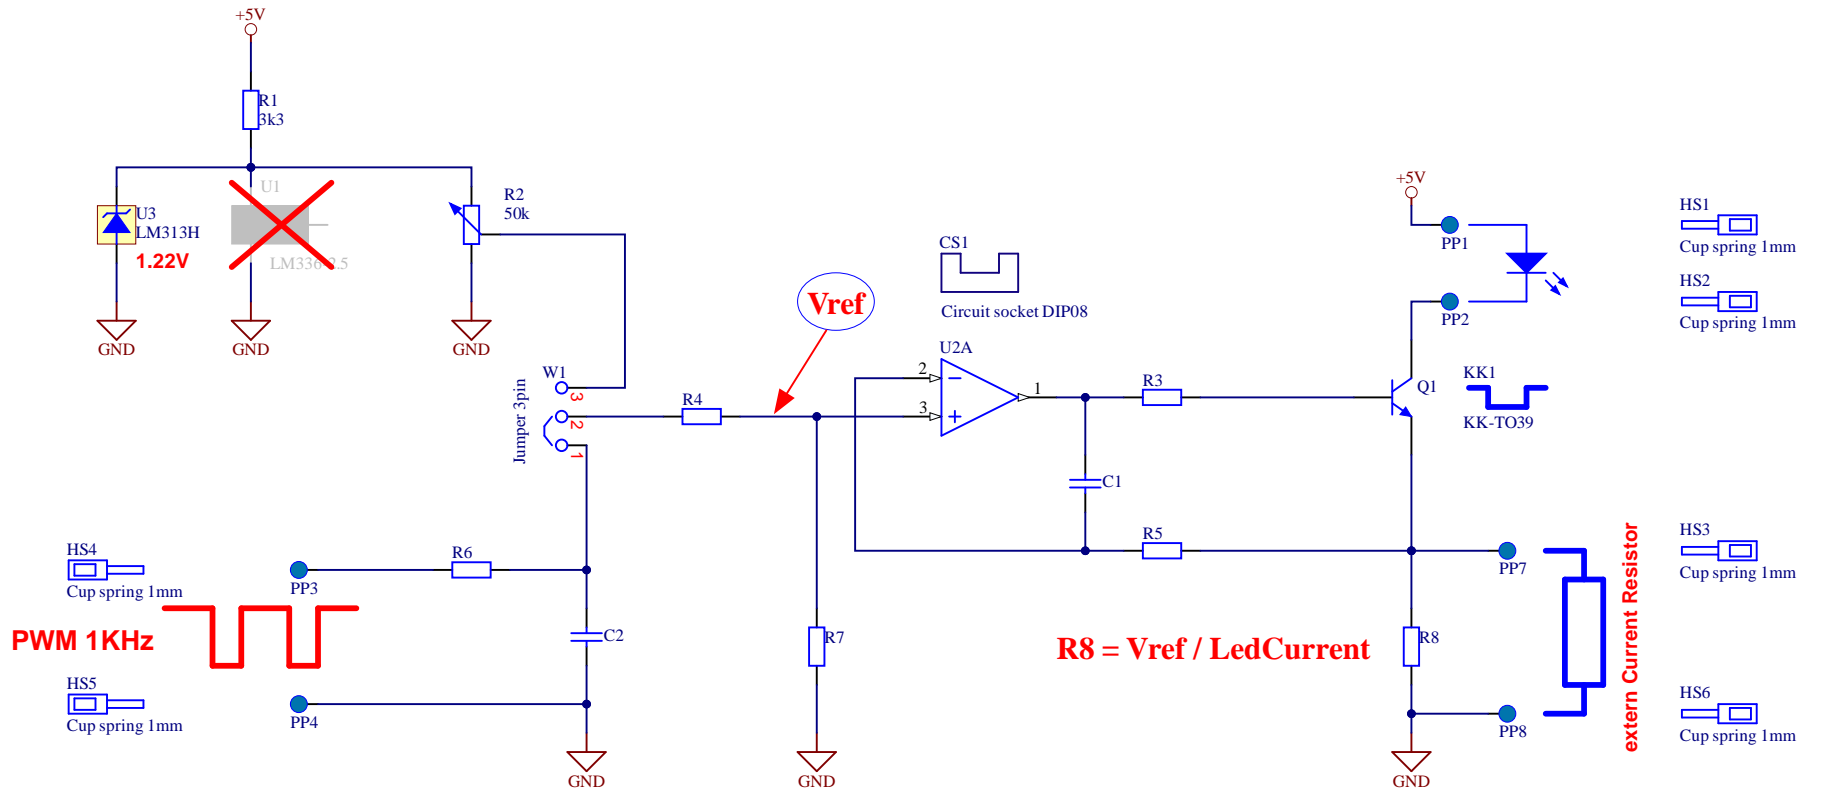 +5V
R1
3k3
U1
U3
LM313H
1.22V
LM336-2.5
R2
50k
GND
GND
GND
W1
3
2
1
Jumper 3pin
R4
Vref
CS1
Circuit socket DIP08
U2A
2
3
1
R3
C1
R5
+5V
PP1
PP2
Q1
KK1
KK-TO39
HS1
Cup spring 1mm
HS2
Cup spring 1mm
HS4
Cup spring 1mm
PP3
R6
PWM 1KHz
HS5
Cup spring 1mm
PP4
C2
GND
R7
GND
R8 = Vref / LedCurrent
R8
GND
PP7
PP8
extern Current Resistor
HS3
Cup spring 1mm
HS6
Cup spring 1mm